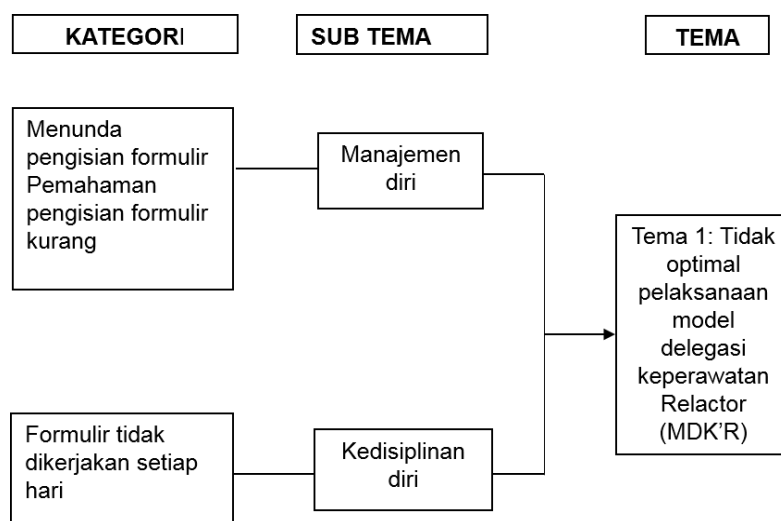 KATEGORI
SUB TEMA
TEMA
Menunda
pengisian formulir
Pemahaman
pengisian formulir
kurang
Manajemen
diri
Tema 1: Tidak
optimal
pelaksanaan
model
delegasi
keperawatan
Relactor
(MDK'R)
Formulir tidak
dikerjakan setiap
hari
Kedisiplinan
diri